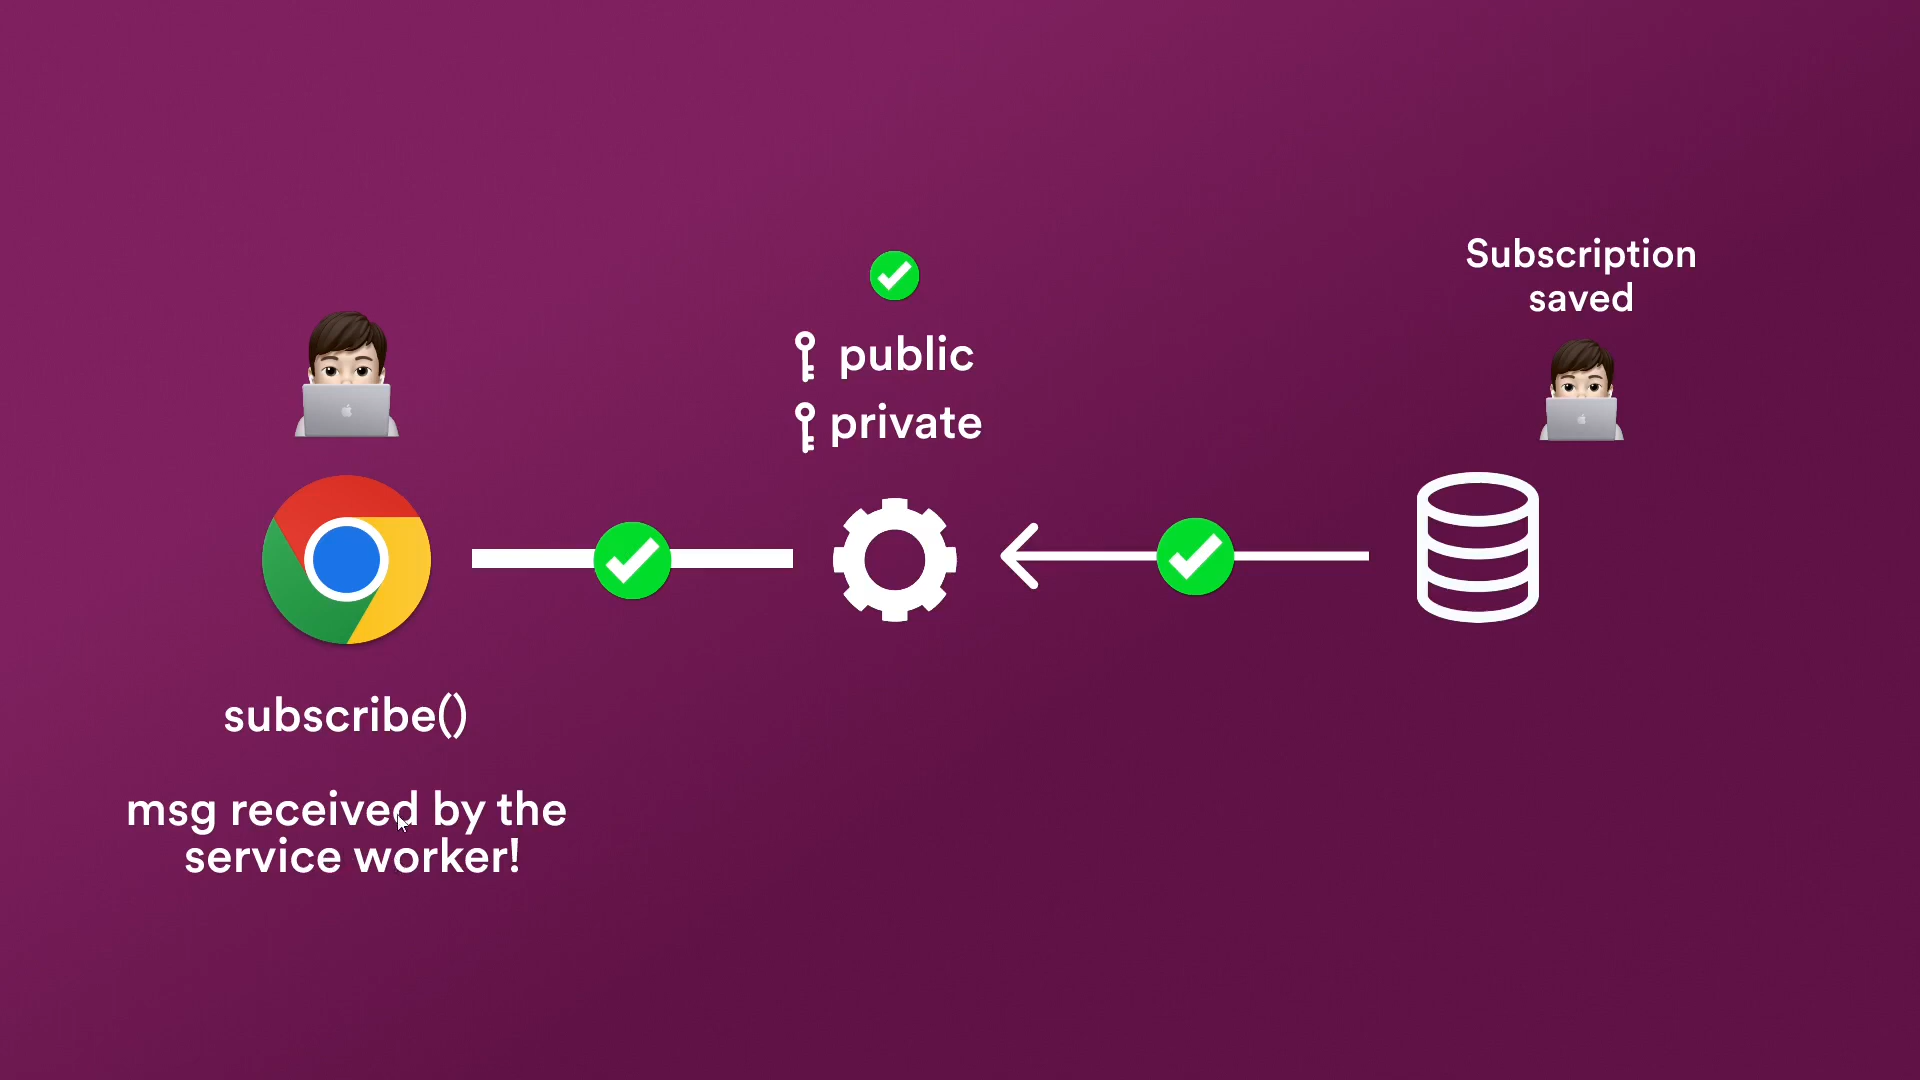 Subscription
saved
public
private
subscribe()
msg received by the
service worker!